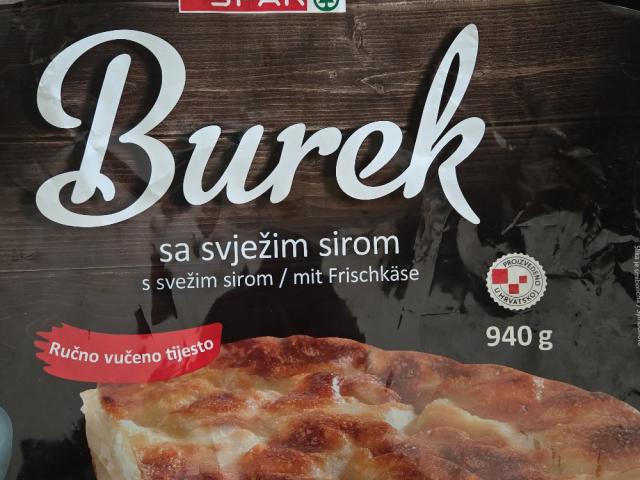 SPAR
Burek
sa svježim sirom
s svežim sirom / mit Frischkäse
PROIZVEDENO
U HRVATSKOJ
940 g
Ručno vučeno tijesto